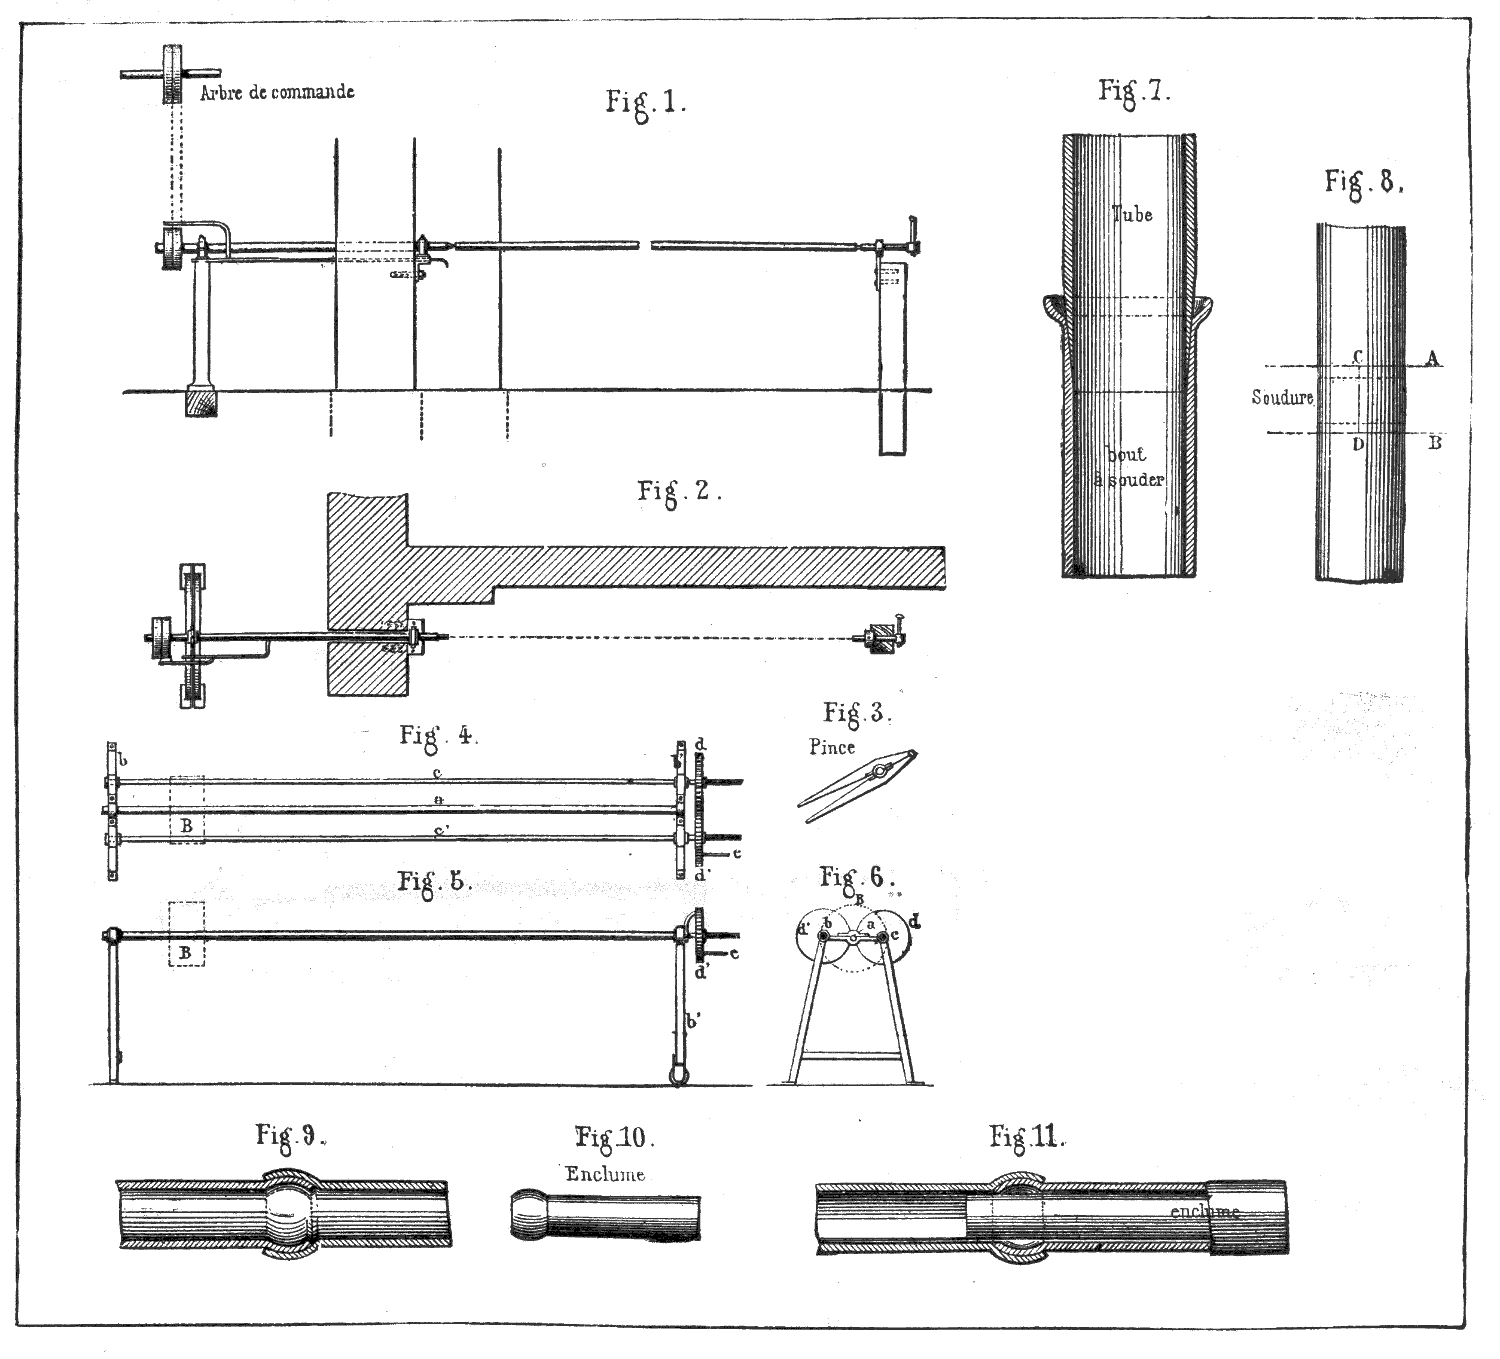 Arbre de commande
Fig. 1.
Fig. 7.
Tube
bout
à souder
Fig. 8.
C
A
Soudure
D
B
Fig. 2.
Fig. 3.
Pince
Fig. 4.
b
b
d
c
a
B
c'
e
d'
Fig. 5.
B
d'
e
b'
Fig. 6.
B
d'
b
a
c
d
Fig. 9.
Fig. 10.
Enclume
Fig. 11.
enclume